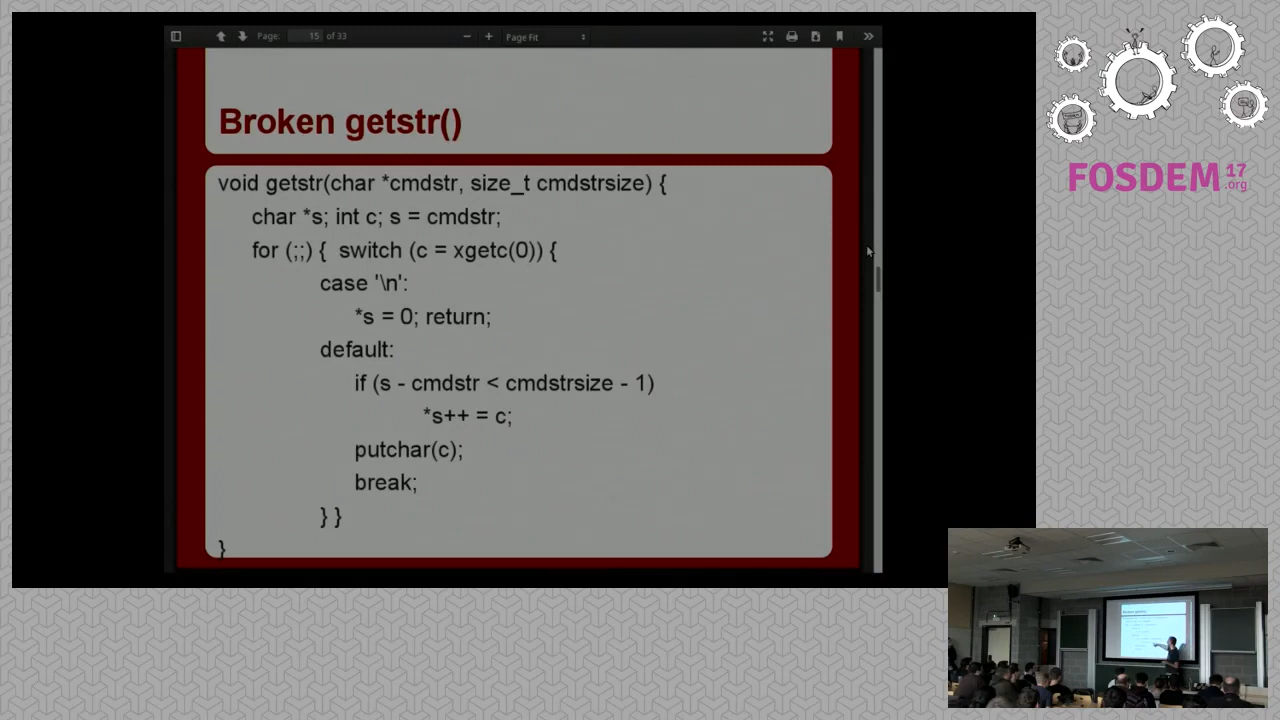 Page: 15 of 33
Page Fit
Broken getstr()
void getstr(char *cmdstr, size_t cmdstrsize) {
char *s; int c; s = cmdstr;
for (;;) { switch (c = xgetc(0)) {
case '\n':
*s = 0; return;
default:
if (s - cmdstr < cmdstrsize - 1)
*s++ = c;
putchar(c);
break;
} }
}
FOSDEM 17
.org